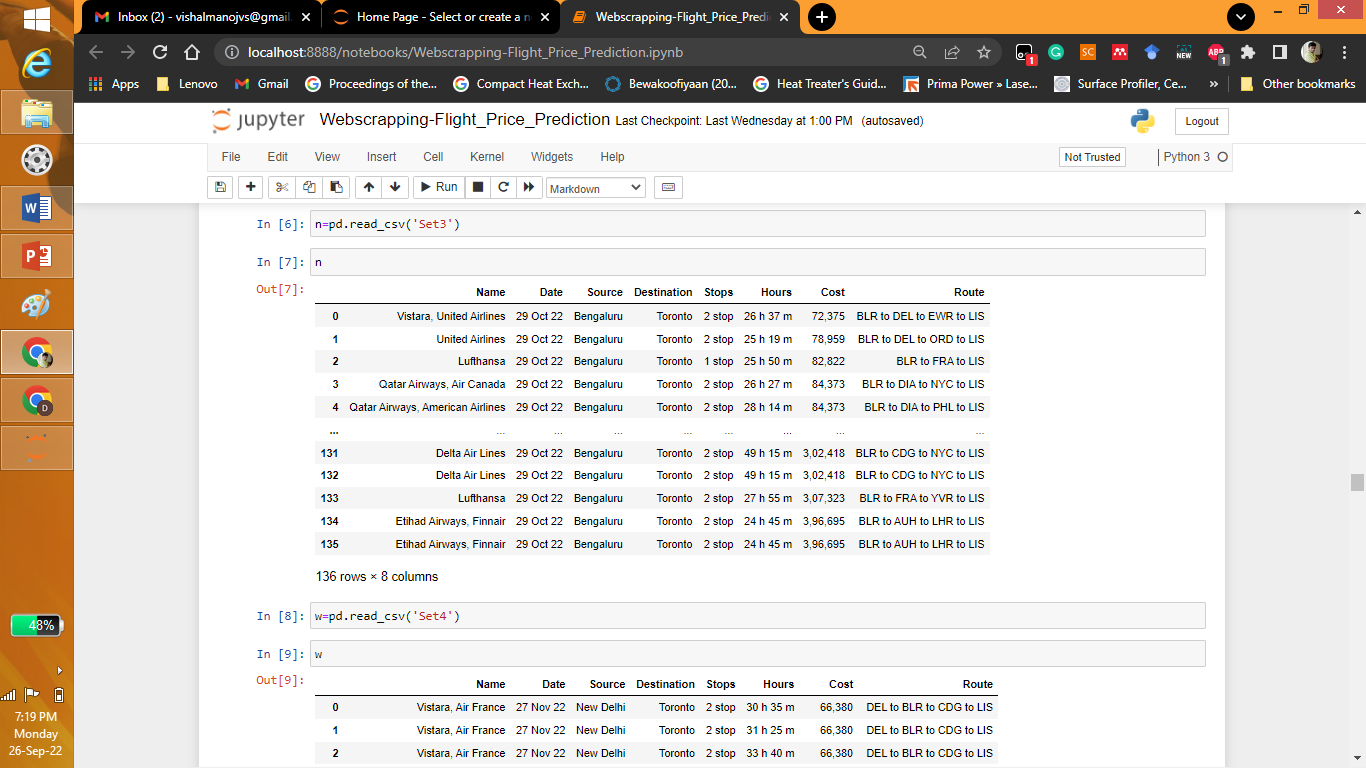 Inbox (2) - vishalmanojvs@gmail. Home Page - Select or create a n Webscrapping-Flight_Price_Predi
localhost:8888/notebooks/Webscrapping-Flight_Price_Prediction.ipynb
Apps Lenovo Gmail Proceedings of the... Compact Heat Exch... Bewakoofiyaan (20... Heat Treater's Guid... Prima Power » Lase... Surface Profiler, Ce... » Other bookmarks
jupyter Webscrapping-Flight_Price_Prediction Last Checkpoint: Last Wednesday at 1:00 PM (autosaved) Logout
File Edit View Insert Cell Kernel Widgets Help Not Trusted Python 3
Run Markdown
In [6]: n=pd.read_csv('Set3')
In [7]: n
Out[7]:
Name Date Source Destination Stops Hours Cost Route
0 Vistara, United Airlines 29 Oct 22 Bengaluru Toronto 2 stop 26 h 37 m 72,375 BLR to DEL to EWR to LIS
1 United Airlines 29 Oct 22 Bengaluru Toronto 2 stop 25 h 19 m 78,959 BLR to DEL to ORD to LIS
2 Lufthansa 29 Oct 22 Bengaluru Toronto 1 stop 25 h 50 m 82,822 BLR to FRA to LIS
3 Qatar Airways, Air Canada 29 Oct 22 Bengaluru Toronto 2 stop 26 h 27 m 84,373 BLR to DIA to NYC to LIS
4 Qatar Airways, American Airlines 29 Oct 22 Bengaluru Toronto 2 stop 28 h 14 m 84,373 BLR to DIA to PHL to LIS
... ... ... ... ... ... ... ... ...
131 Delta Air Lines 29 Oct 22 Bengaluru Toronto 2 stop 49 h 15 m 3,02,418 BLR to CDG to NYC to LIS
132 Delta Air Lines 29 Oct 22 Bengaluru Toronto 2 stop 49 h 15 m 3,02,418 BLR to CDG to NYC to LIS
133 Lufthansa 29 Oct 22 Bengaluru Toronto 2 stop 27 h 55 m 3,07,323 BLR to FRA to YVR to LIS
134 Etihad Airways, Finnair 29 Oct 22 Bengaluru Toronto 2 stop 24 h 45 m 3,96,695 BLR to AUH to LHR to LIS
135 Etihad Airways, Finnair 29 Oct 22 Bengaluru Toronto 2 stop 24 h 45 m 3,96,695 BLR to AUH to LHR to LIS
136 rows × 8 columns
In [8]: w=pd.read_csv('Set4')
In [9]: w
Out[9]:
Name Date Source Destination Stops Hours Cost Route
0 Vistara, Air France 27 Nov 22 New Delhi Toronto 2 stop 30 h 35 m 66,380 DEL to BLR to CDG to LIS
1 Vistara, Air France 27 Nov 22 New Delhi Toronto 2 stop 31 h 25 m 66,380 DEL to BLR to CDG to LIS
2 Vistara, Air France 27 Nov 22 New Delhi Toronto 2 stop 33 h 40 m 66,380 DEL to BLR to CDG to LIS
48%
7:19 PM
Monday
26-Sep-22